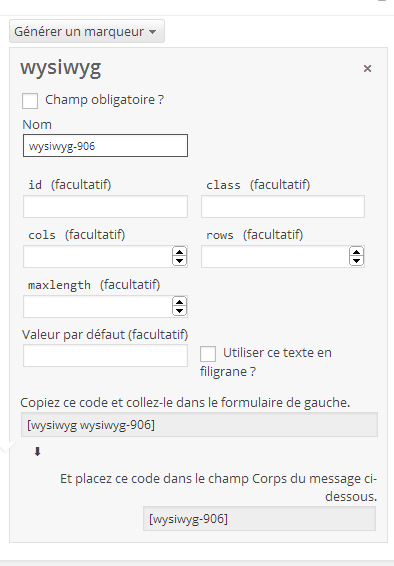 Générer un marqueur
wysiwyg
×
Champ obligatoire ?
Nom
wysiwyg-906
id (facultatif)
class (facultatif)
cols (facultatif)
rows (facultatif)
maxlength (facultatif)
Valeur par défaut (facultatif)
Utiliser ce texte en
filigrane ?
Copiez ce code et collez-le dans le formulaire de gauche.
[wysiwyg wysiwyg-906]
Et placez ce code dans le champ Corps du message ci-
dessous.
[wysiwyg-906]